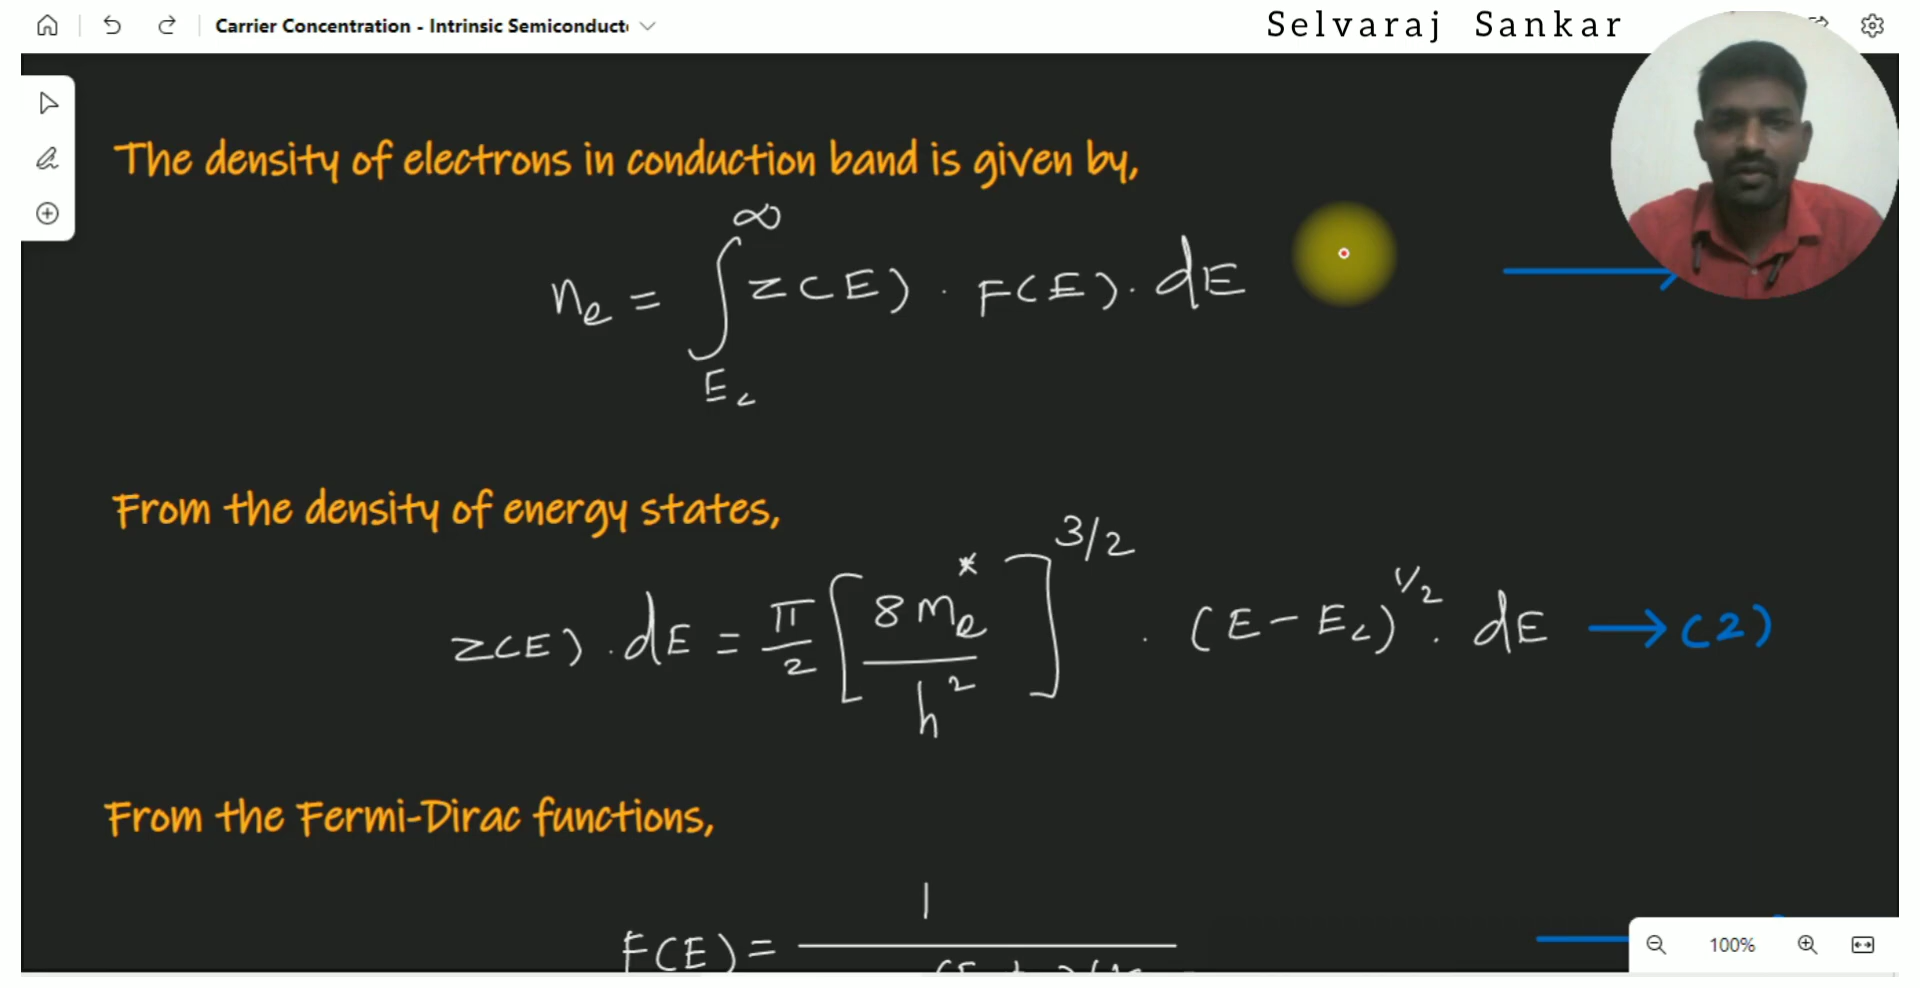 Carrier Concentration - Intrinsic Semiconduct
Selvaraj Sankar
The density of electrons in conduction band is given by,
nₑ = ∫_{E_c}^{∞} Z(E) . F(E) . dE
From the density of energy states,
Z(E) . dE = π/2 [8mₑ*/h²]^{3/2} . (E - E_c)^{1/2} . dE → (2)
From the Fermi-Dirac functions,
F(E) = 1
100%